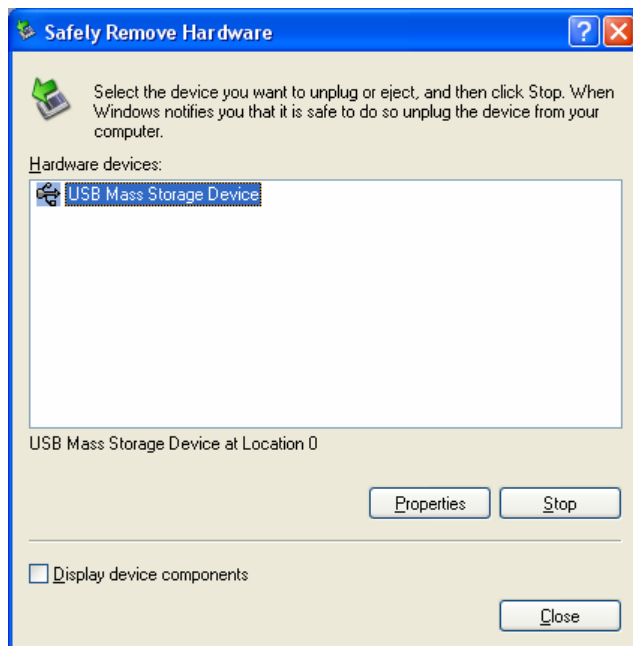 Safely Remove Hardware
Select the device you want to unplug or eject, and then click Stop. When
Windows notifies you that it is safe to do so unplug the device from your
computer.
Hardware devices:
USB Mass Storage Device
USB Mass Storage Device at Location 0
Properties
Stop
Display device components
Close